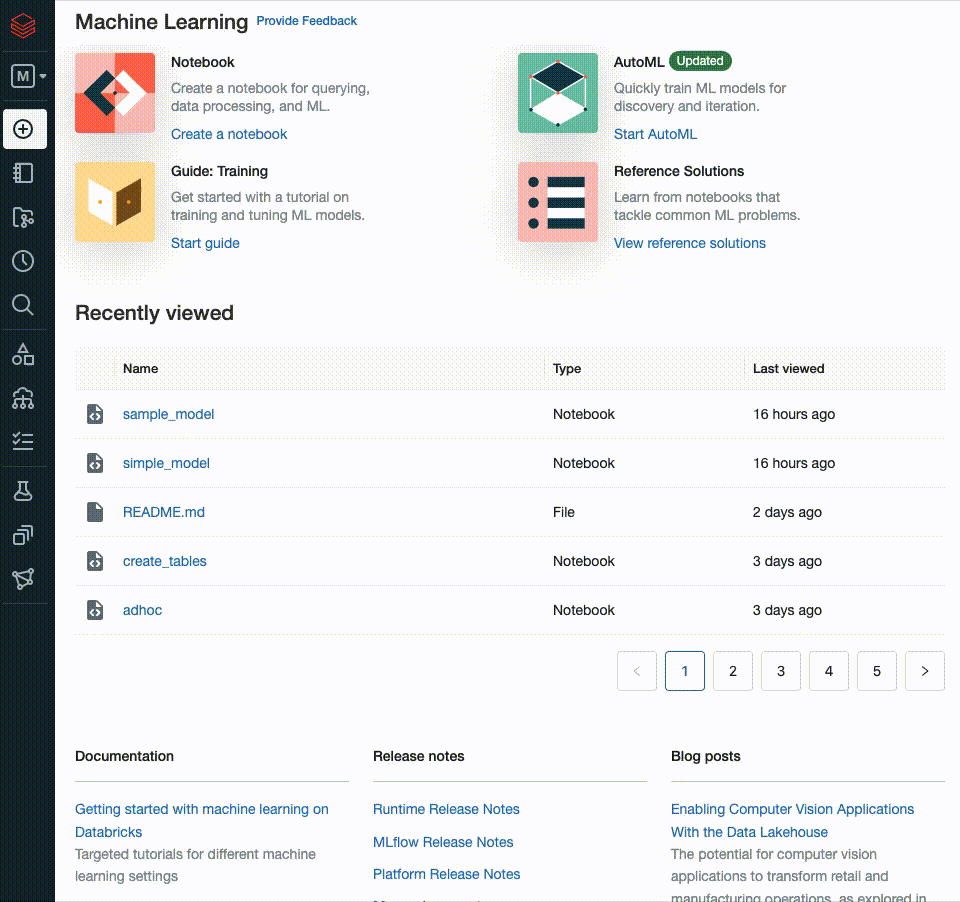 Machine Learning Provide Feedback
M
Notebook
Create a notebook for querying,
data processing, and ML.
Create a notebook
AutoML Updated
Quickly train ML models for
discovery and iteration.
Start AutoML
Guide: Training
Get started with a tutorial on
training and tuning ML models.
Start guide
Reference Solutions
Learn from notebooks that
tackle common ML problems.
View reference solutions
Recently viewed
Name Type Last viewed
sample_model Notebook 16 hours ago
simple_model Notebook 16 hours ago
README.md File 2 days ago
create_tables Notebook 3 days ago
adhoc Notebook 3 days ago
< 1 2 3 4 5 >
Documentation
Getting started with machine learning on
Databricks
Targeted tutorials for different machine
learning settings
Release notes
Runtime Release Notes
MLflow Release Notes
Platform Release Notes
Blog posts
Enabling Computer Vision Applications
With the Data Lakehouse
The potential for computer vision
applications to transform retail and
manufacturing operations, as explored in